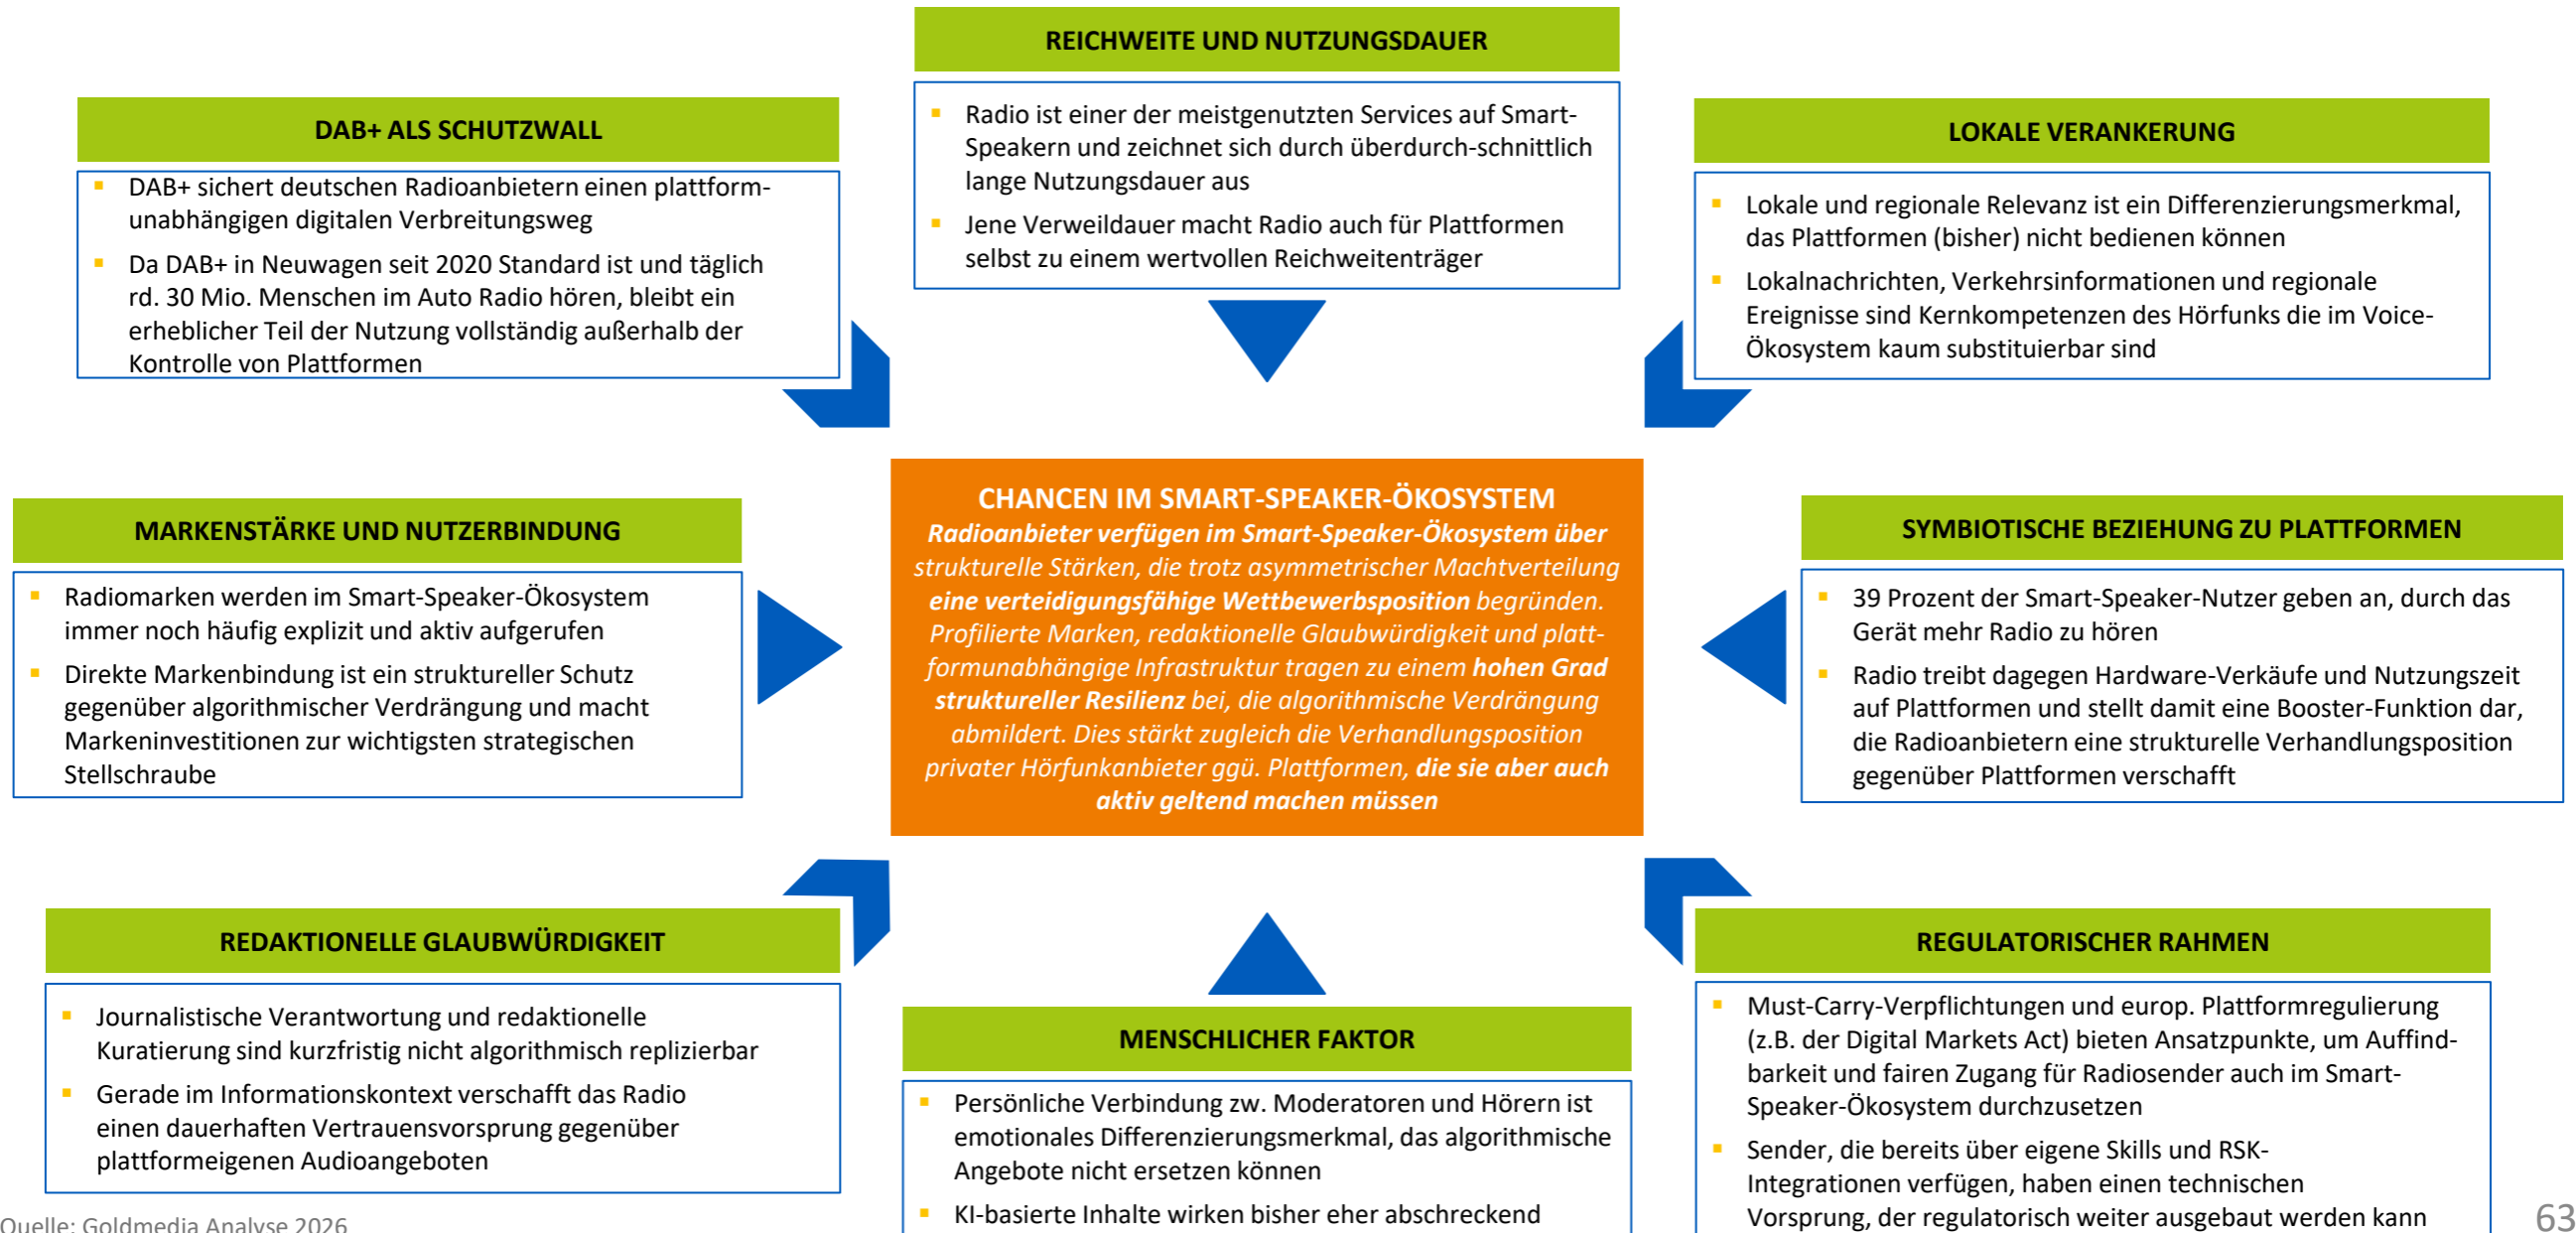 REICHWEITE UND NUTZUNGSDAUER
Radio ist einer der meistgenutzten Services auf Smart-
Speakern und zeichnet sich durch überdurch-schnittlich
lange Nutzungsdauer aus
Jene Verweildauer macht Radio auch für Plattformen
selbst zu einem wertvollen Reichweitenträger
DAB+ ALS SCHUTZWALL
DAB+ sichert deutschen Radioanbietern einen plattform-
unabhängigen digitalen Verbreitungsweg
Da DAB+ in Neuwagen seit 2020 Standard ist und täglich
rd. 30 Mio. Menschen im Auto Radio hören, bleibt ein
erheblicher Teil der Nutzung vollständig außerhalb der
Kontrolle von Plattformen
LOKALE VERANKERUNG
Lokale und regionale Relevanz ist ein Differenzierungsmerkmal,
das Plattformen (bisher) nicht bedienen können
Lokalnachrichten, Verkehrsinformationen und regionale
Ereignisse sind Kernkompetenzen des Hörfunks die im Voice-
Ökosystem kaum substituierbar sind
MARKENSTÄRKE UND NUTZERBINDUNG
Radiomarken werden im Smart-Speaker-Ökosystem
immer noch häufig explizit und aktiv aufgerufen
Direkte Markenbindung ist ein struktureller Schutz
gegenüber algorithmischer Verdrängung und macht
Markeninvestitionen zur wichtigsten strategischen
Stellschraube
CHANCEN IM SMART-SPEAKER-ÖKOSYSTEM
Radioanbieter verfügen im Smart-Speaker-Ökosystem über
strukturelle Stärken, die trotz asymmetrischer Machtverteilung
eine verteidigungsfähige Wettbewerbsposition begründen.
Profilierte Marken, redaktionelle Glaubwürdigkeit und platt-
formunabhängige Infrastruktur tragen zu einem hohen Grad
struktureller Resilienz bei, die algorithmische Verdrängung
abmildert. Dies stärkt zugleich die Verhandlungsposition
privater Hörfunkanbieter ggü. Plattformen, die sie aber auch
aktiv geltend machen müssen
SYMBIOTISCHE BEZIEHUNG ZU PLATTFORMEN
39 Prozent der Smart-Speaker-Nutzer geben an, durch das
Gerät mehr Radio zu hören
Radio treibt dagegen Hardware-Verkäufe und Nutzungszeit
auf Plattformen und stellt damit eine Booster-Funktion dar,
die Radioanbietern eine strukturelle Verhandlungsposition
gegenüber Plattformen verschafft
REDAKTIONELLE GLAUBWÜRDIGKEIT
Journalistische Verantwortung und redaktionelle
Kuratierung sind kurzfristig nicht algorithmisch replizierbar
Gerade im Informationskontext verschafft das Radio
einen dauerhaften Vertrauensvorsprung gegenüber
plattformeigenen Audioangeboten
MENSCHLICHER FAKTOR
Persönliche Verbindung zw. Moderatoren und Hörern ist
emotionales Differenzierungsmerkmal, das algorithmische
Angebote nicht ersetzen können
KI-basierte Inhalte wirken bisher eher abschreckend
REGULATORISCHER RAHMEN
Must-Carry-Verpflichtungen und europ. Plattformregulierung
(z.B. der Digital Markets Act) bieten Ansatzpunkte, um Auffind-
barkeit und fairen Zugang für Radiosender auch im Smart-
Speaker-Ökosystem durchzusetzen
Sender, die bereits über eigene Skills und RSK-
Integrationen verfügen, haben einen technischen
Vorsprung, der regulatorisch weiter ausgebaut werden kann
Quelle: Goldmedia Analyse 2026
63